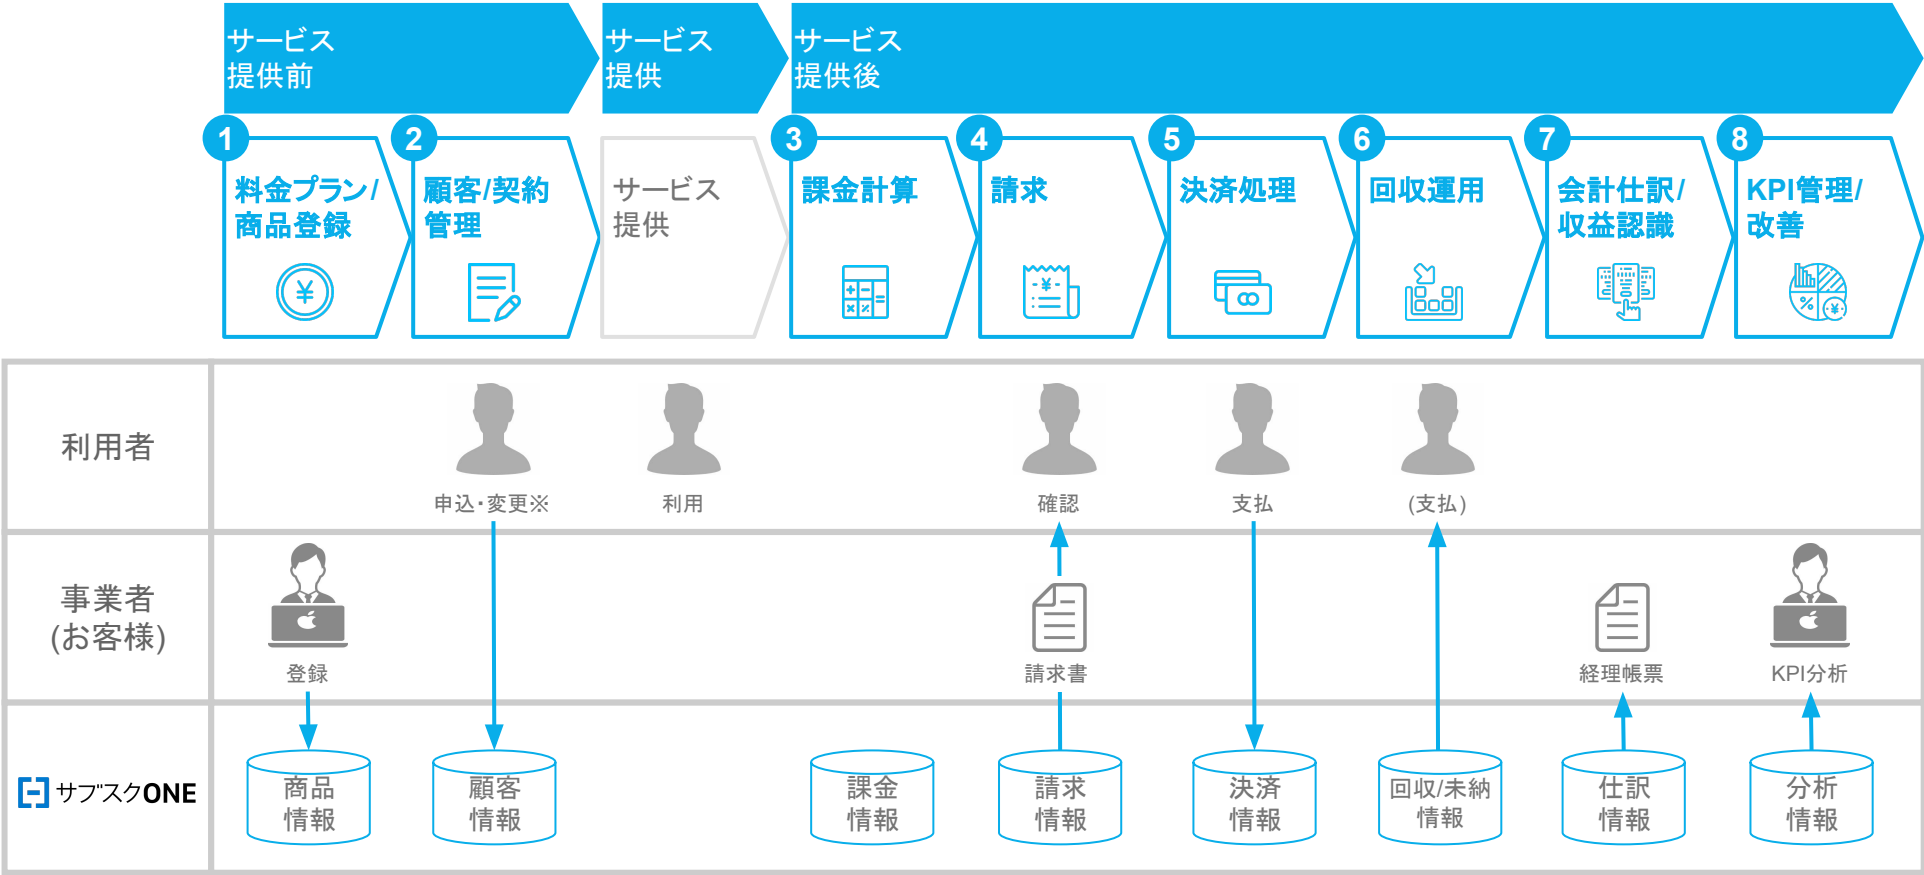 サービス
提供前
サービス
提供
サービス
提供後
1
料金プラン/
商品登録
2
顧客/契約
管理
サービス
提供
3
課金計算
4
請求
5
決済処理
6
回収運用
7
会計仕訳/
収益認識
8
KPI管理/
改善
利用者
申込・変更※
利用
確認
支払
(支払)
事業者
(お客様)
登録
請求書
経理帳票
KPI分析
サブスクONE
商品
情報
顧客
情報
課金
情報
請求
情報
決済
情報
回収/未納
情報
仕訳
情報
分析
情報